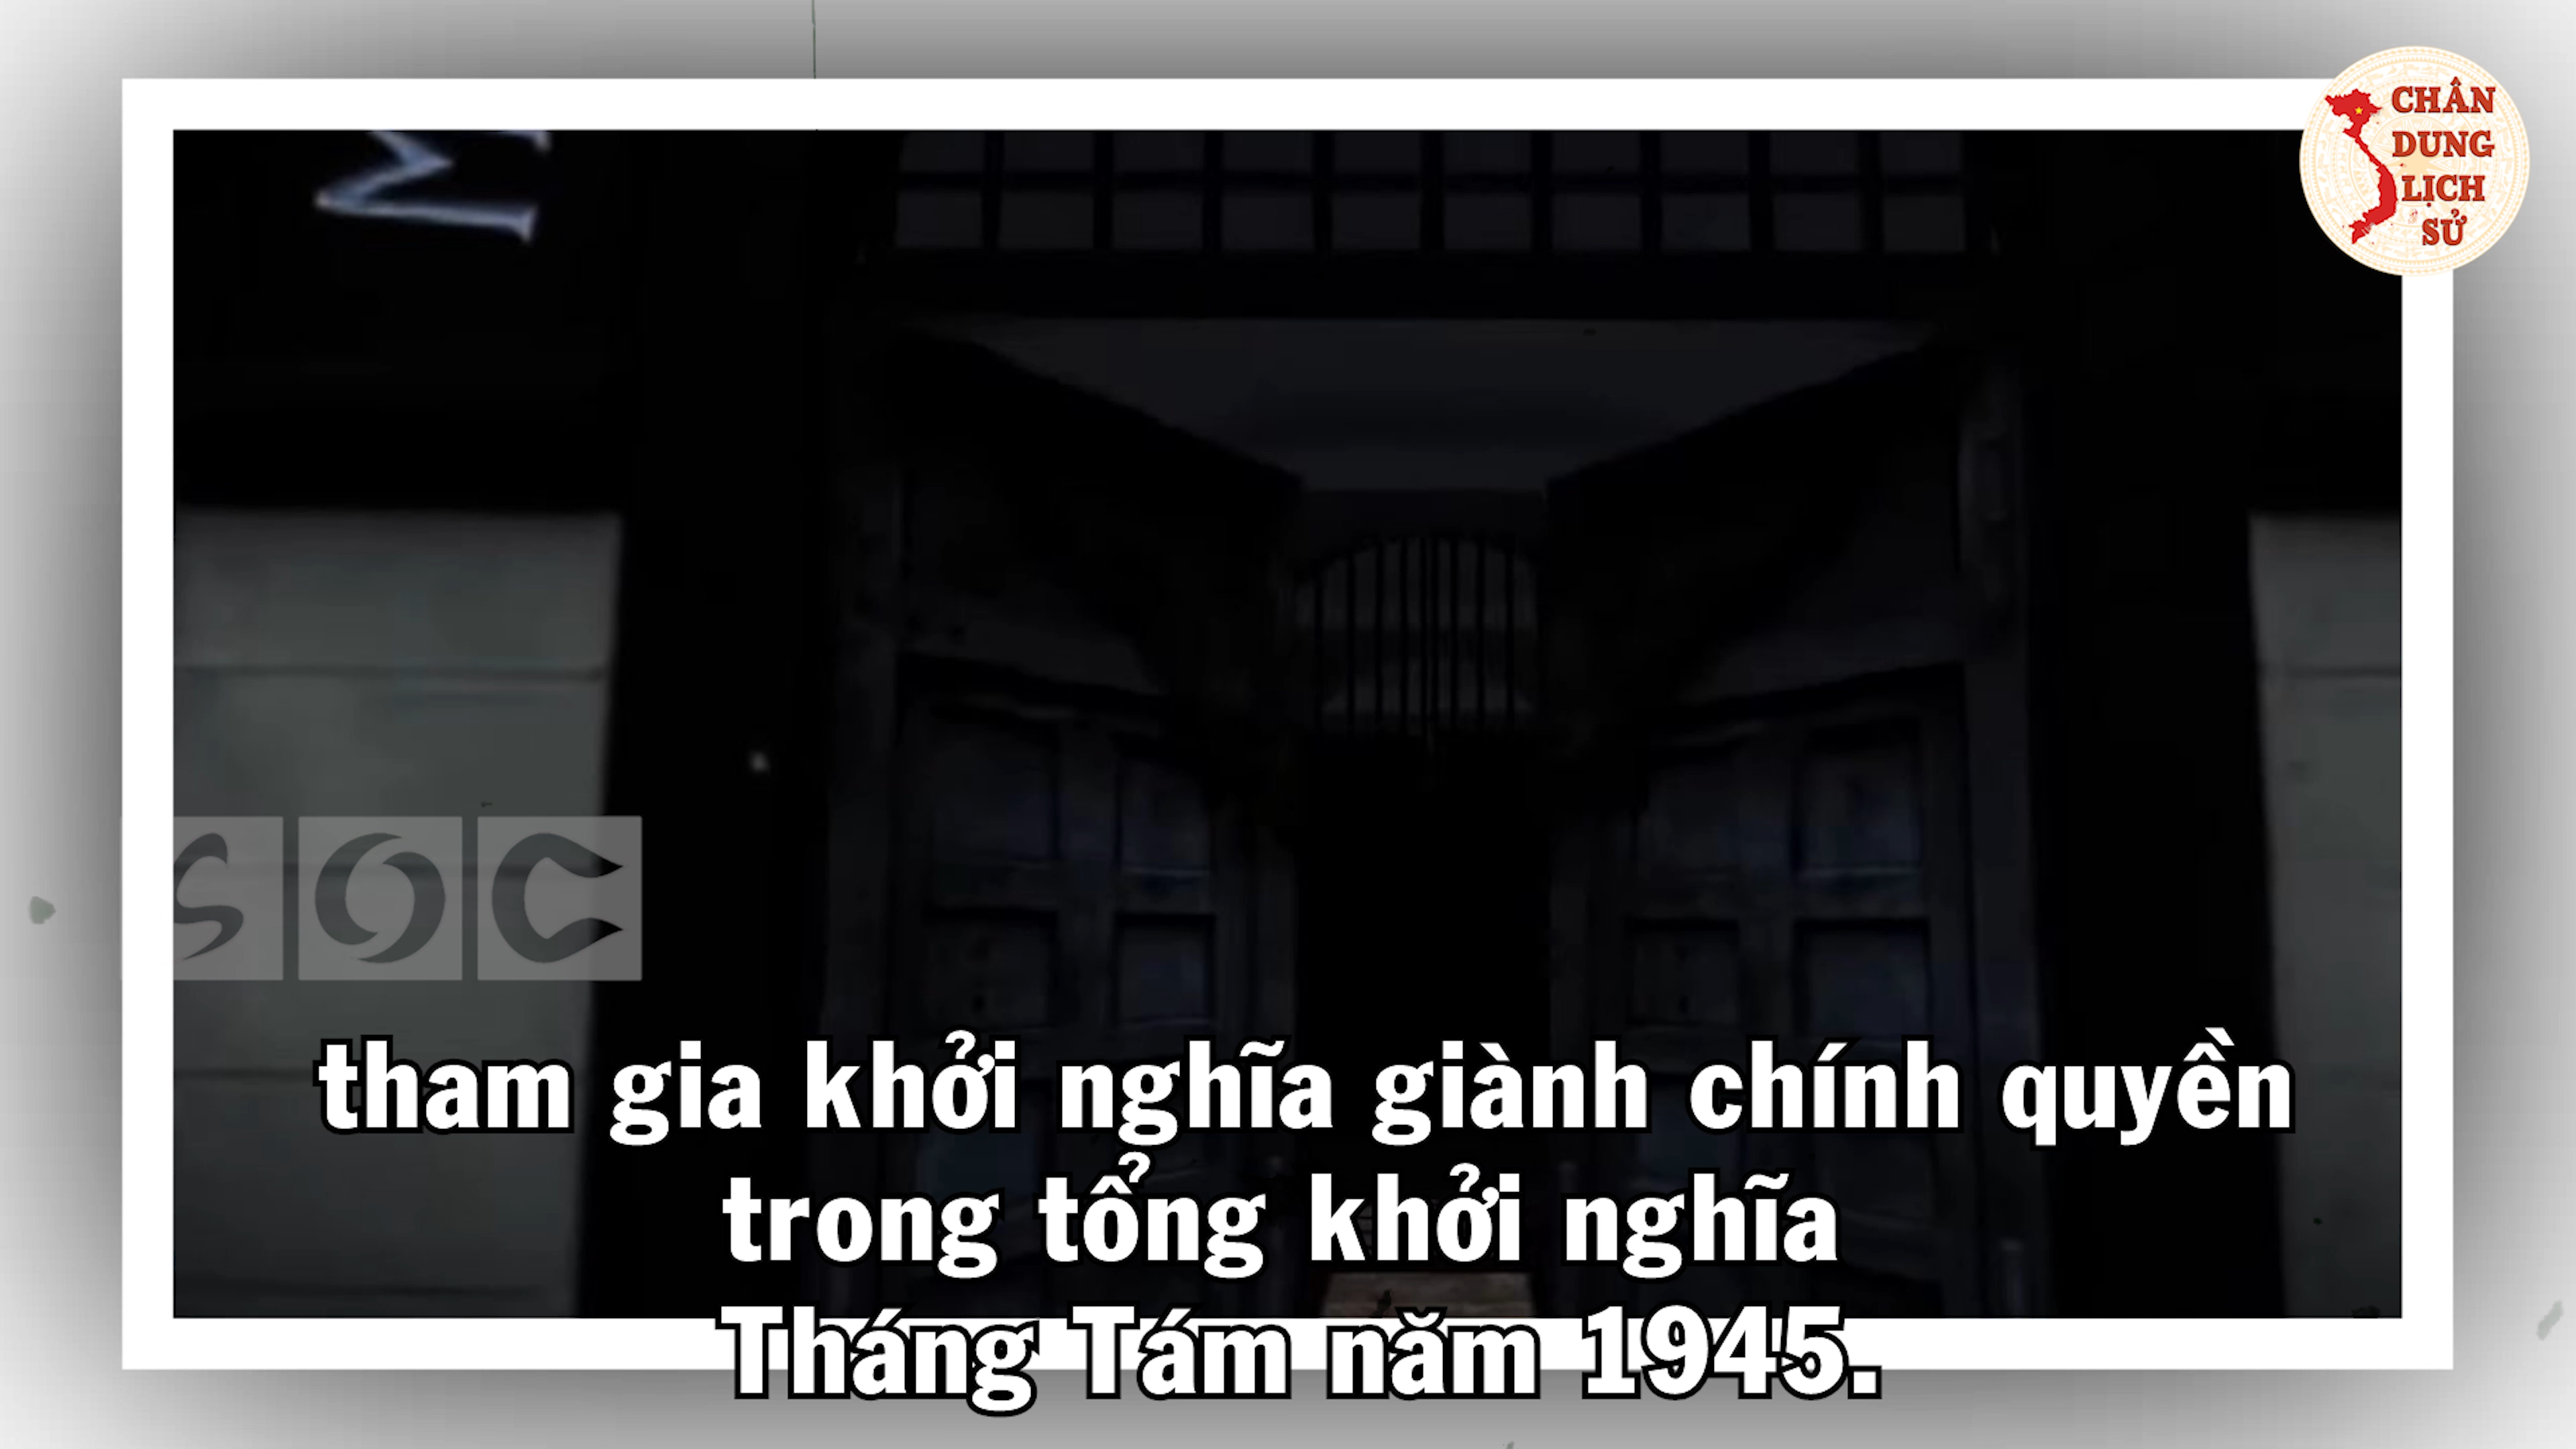 CHÂN
DUNG
LỊCH
SỬ
M
SOC
tham gia khởi nghĩa giành chính quyền
trong tổng khởi nghĩa
Tháng Tám năm 1945.